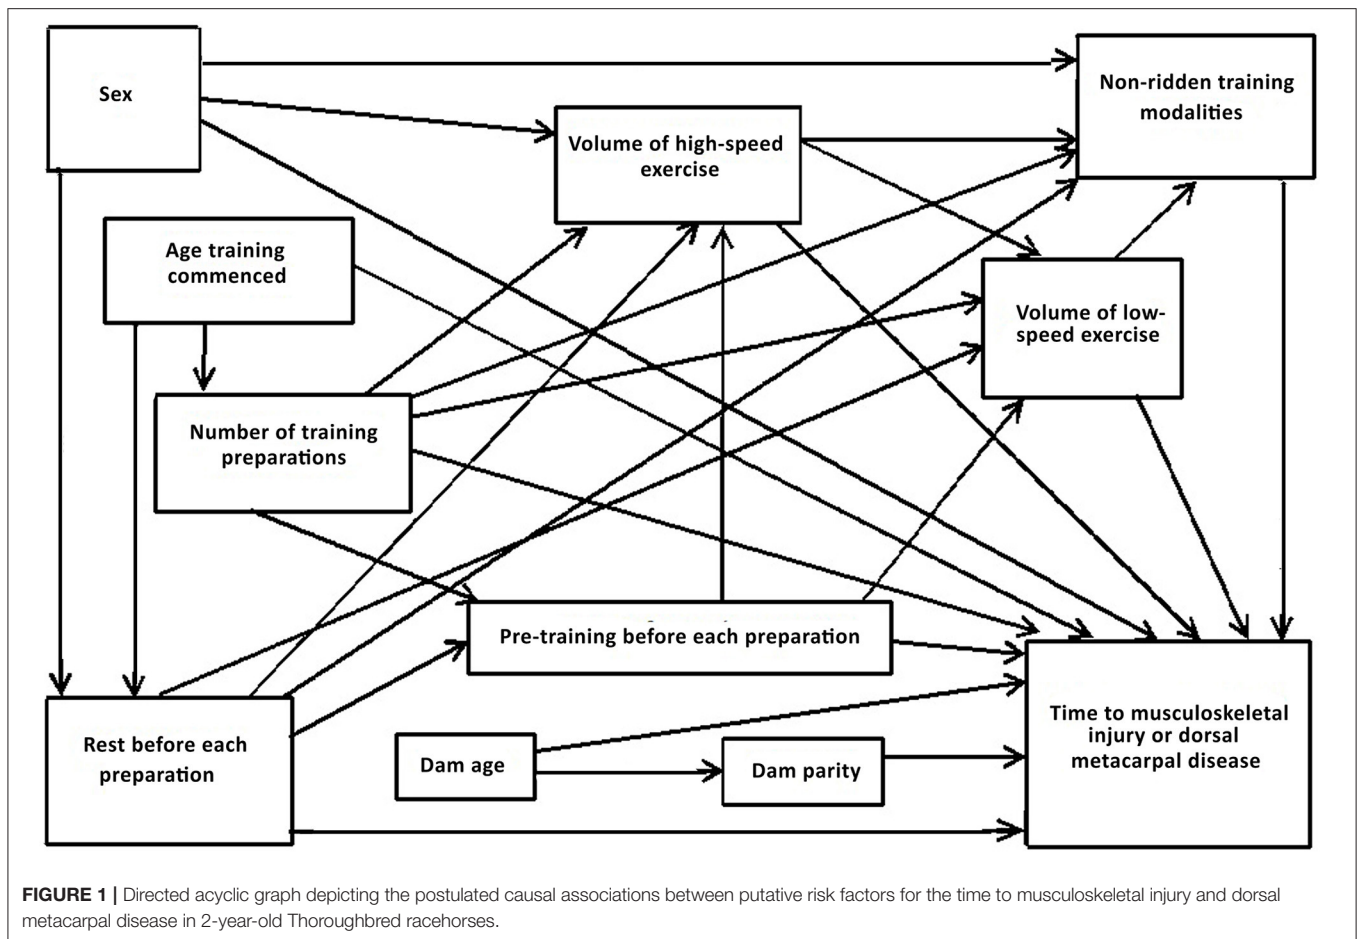 Sex
Non-ridden training
modalities
Volume of high-speed
exercise
Age training
commenced
Volume of low-
speed exercise
Number of training
preparations
Pre-training before each preparation
Rest before each
preparation
Dam age
Dam parity
Time to musculoskeletal
injury or dorsal
metacarpal disease
FIGURE 1 | Directed acyclic graph depicting the postulated causal associations between putative risk factors for the time to musculoskeletal injury and dorsal
metacarpal disease in 2-year-old Thoroughbred racehorses.